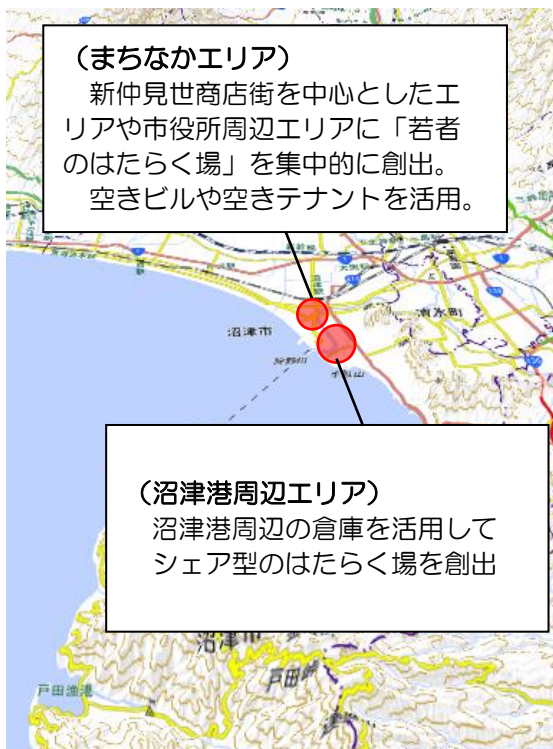 （まちなかエリア）
新仲見世商店街を中心としたエ
リアや市役所周辺エリアに「若者
のはたらく場」を集中的に創出。
空きビルや空きテナントを活用。
沼津市
狩野川
清水町
（沼津港周辺エリア）
沼津港周辺の倉庫を活用して
シェア型のはたらく場を創出
沼津市
戸田峠
戸田漁港